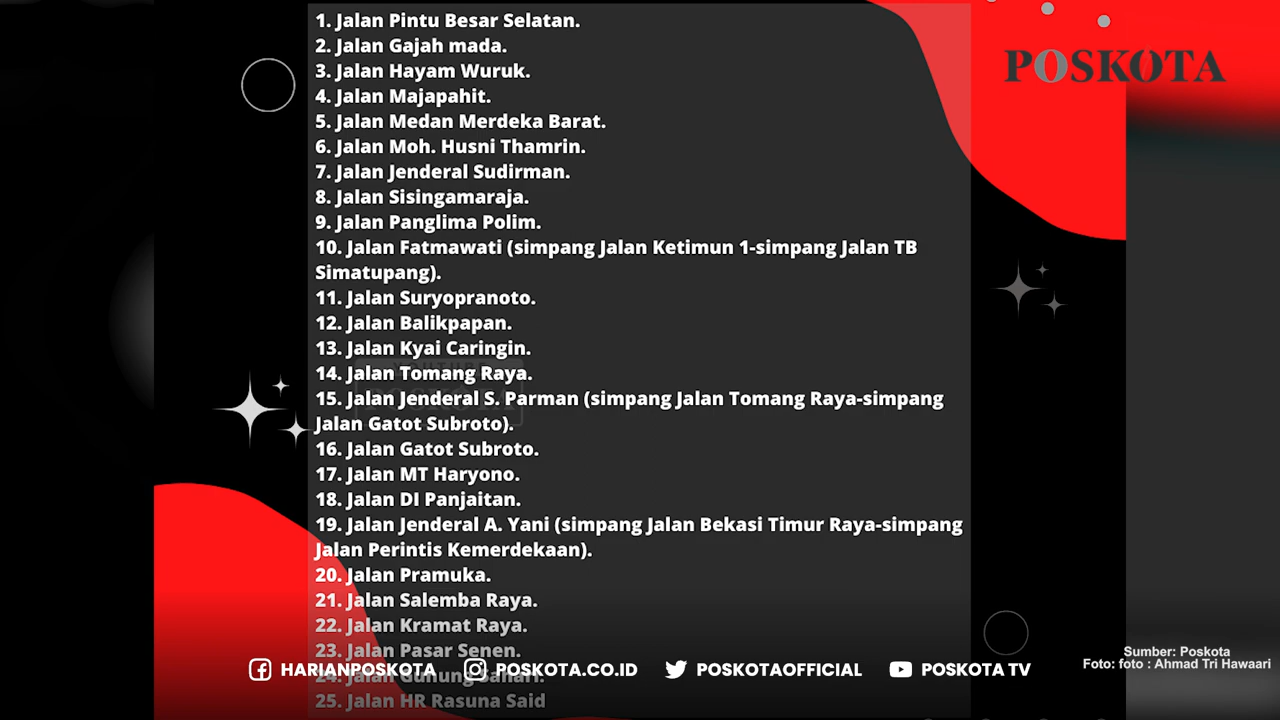 1. Jalan Pintu Besar Selatan.
2. Jalan Gajah mada.
3. Jalan Hayam Wuruk.
4. Jalan Majapahit.
5. Jalan Medan Merdeka Barat.
6. Jalan Moh. Husni Thamrin.
7. Jalan Jenderal Sudirman.
8. Jalan Sisingamaraja.
9. Jalan Panglima Polim.
10. Jalan Fatmawati (simpang Jalan Ketimun 1-simpang Jalan TB
Simatupang).
11. Jalan Suryopranoto.
12. Jalan Balikpapan.
13. Jalan Kyai Caringin.
14. Jalan Tomang Raya.
15. Jalan Jenderal S. Parman (simpang Jalan Tomang Raya-simpang
Jalan Gatot Subroto).
16. Jalan Gatot Subroto.
17. Jalan MT Haryono.
18. Jalan DI Panjaitan.
19. Jalan Jenderal A. Yani (simpang Jalan Bekasi Timur Raya-simpang
Jalan Perintis Kemerdekaan).
20. Jalan Pramuka.
21. Jalan Salemba Raya.
22. Jalan Kramat Raya.
23. Jalan Pasar Senen.
24. Jalan Gunung Sahari.
25. Jalan HR Rasuna Said
POSKOTA
POSKOTA
HARIANPOSKOTA POSKOTA.CO.ID POSKOTAOFFICIAL POSKOTA TV
Sumber: Poskota
Foto: foto : Ahmad Tri Hawaari